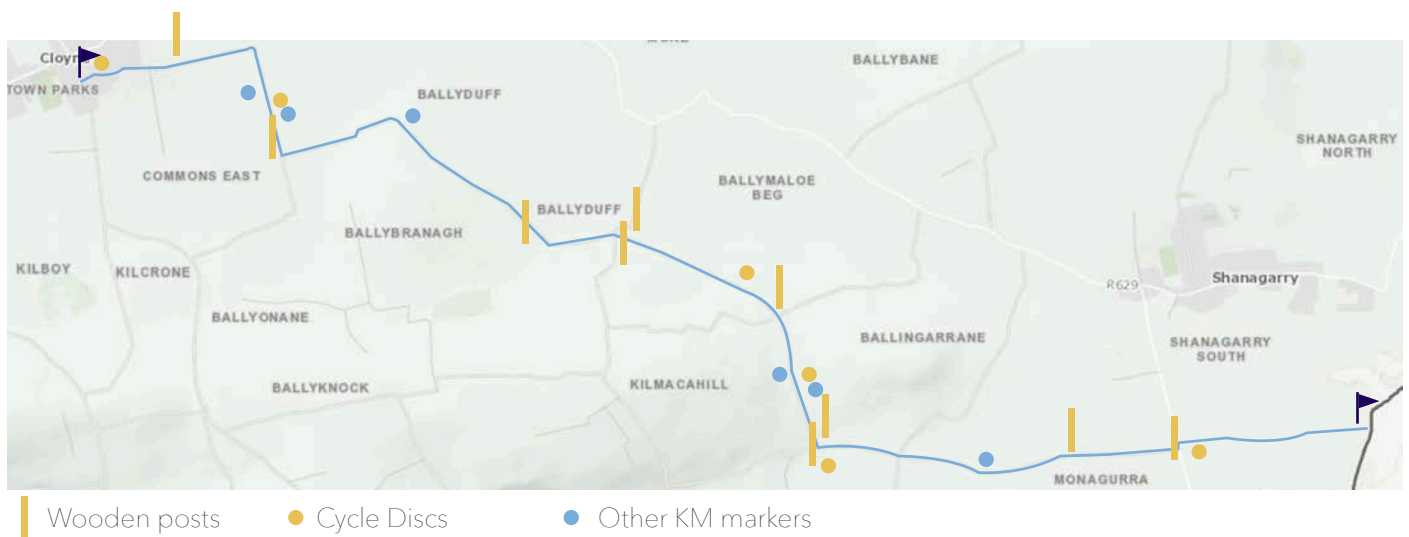 Cloyne
TOWN PARKS
BALLYDUFF
BALLYBANE
SHANAGARRY
NORTH
COMMONS EAST
BALLYMALOE
BEG
BALLYDUFF
BALLYBRANAGH
KILBOY
KILCRONE
R629
Shanagarry
BALLYONANE
BALLINGARRANE
SHANAGARRY
SOUTH
BALLYKNOCK
KILMACAHILL
MONAGURRA
Wooden posts
Cycle Discs
Other KM markers